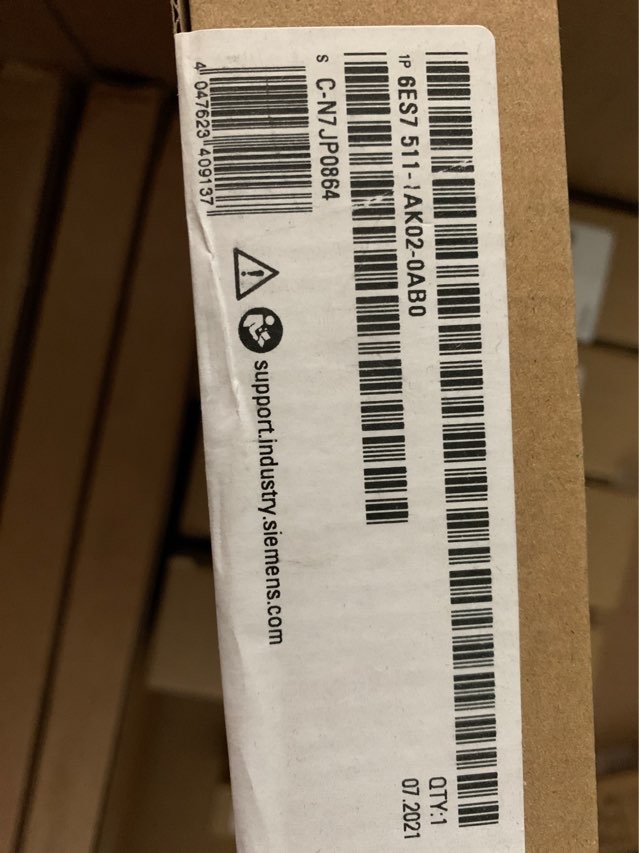 1P 6ES7 511-1AK02-0AB0
QTY:1
07.2021
S C-N7JP0864
4 047623 409137
support.industry.siemens.com